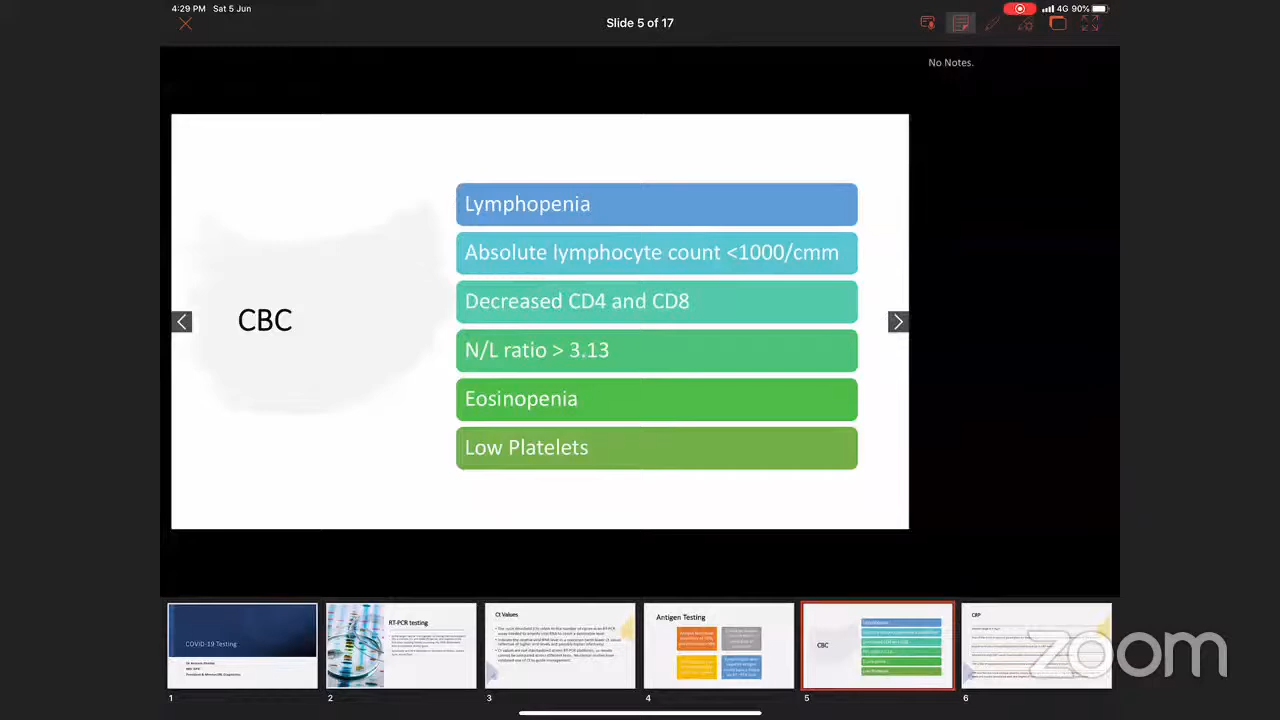 4:29 PM Sat 5 Jun
4G 90%
Slide 5 of 17
No Notes.
CBC
Lymphopenia
Absolute lymphocyte count <1000/cmm
Decreased CD4 and CD8
N/L ratio > 3.13
Eosinopenia
Low Platelets
COVID-19 Testing
RT-PCR testing
Ct Values
Antigen Testing
CBC
CRP
1
2
3
4
5
6
zoom